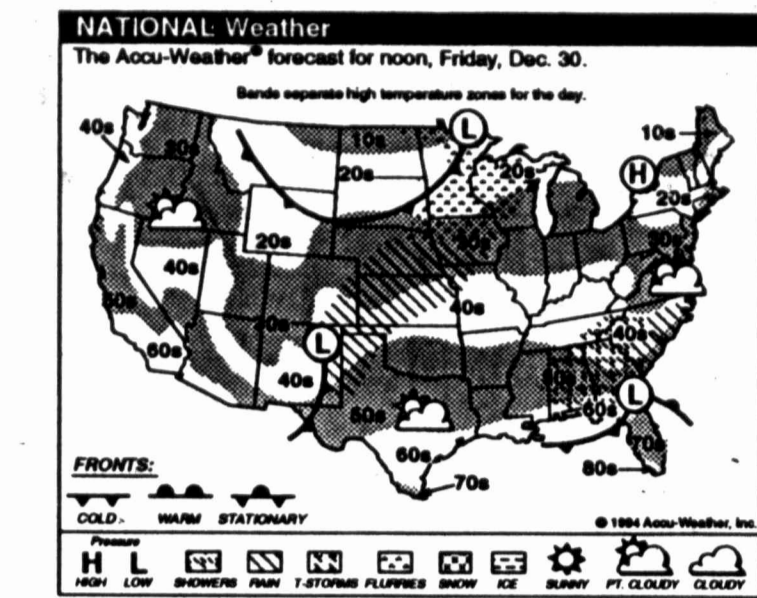 NATIONAL Weather
The Accu-Weather® forecast for noon, Friday, Dec. 30.
Bands separate high temperature zones for the day.
40s
10s
L
10s
20s
20s
H
20s
20s
40s
40s
60s
L
40s
40s
50s
60s
L
60s
70s
80s
70s
FRONTS:
COLD WARM STATIONARY
© 1994 Accu-Weather, Inc.
Pressure
H L
HIGH LOW SHOWERS RAIN T-STORMS FLURRIES SNOW ICE SUNNY PT. CLOUDY CLOUDY